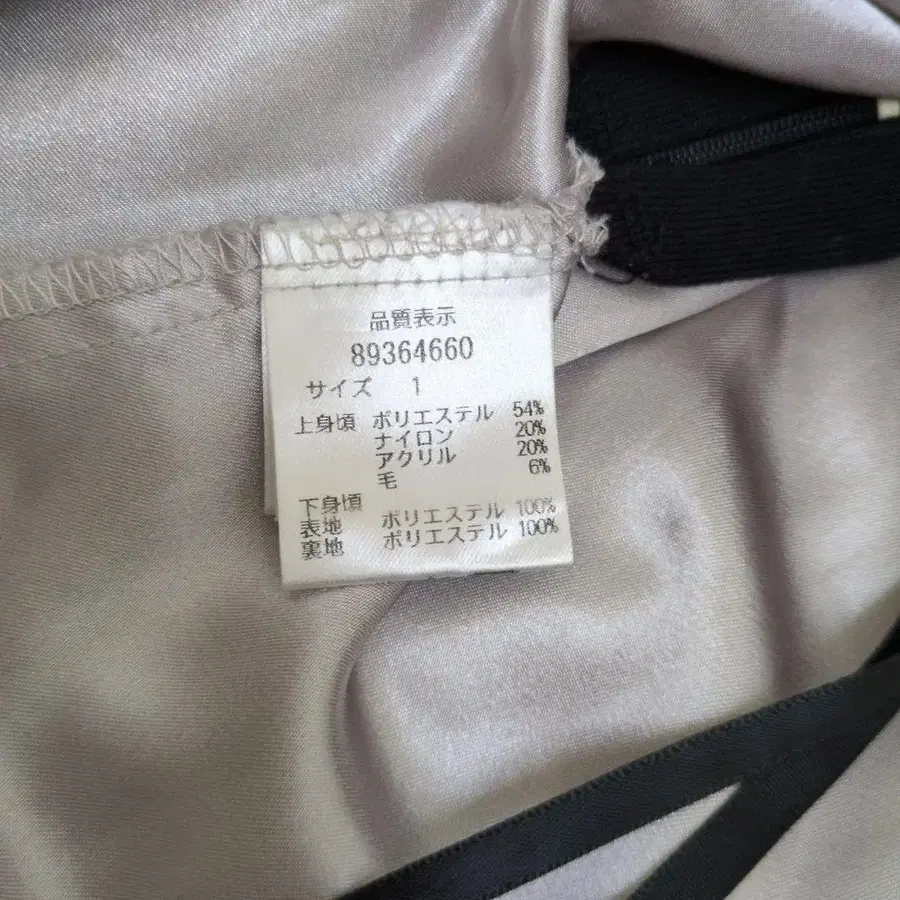 品質表示
89364660
サイズ 1
上身頃 ポリエステル 54%
ナイロン 20%
アクリル 20%
毛 6%
下身頃
表地 ポリエステル 100%
裏地 ポリエステル 100%